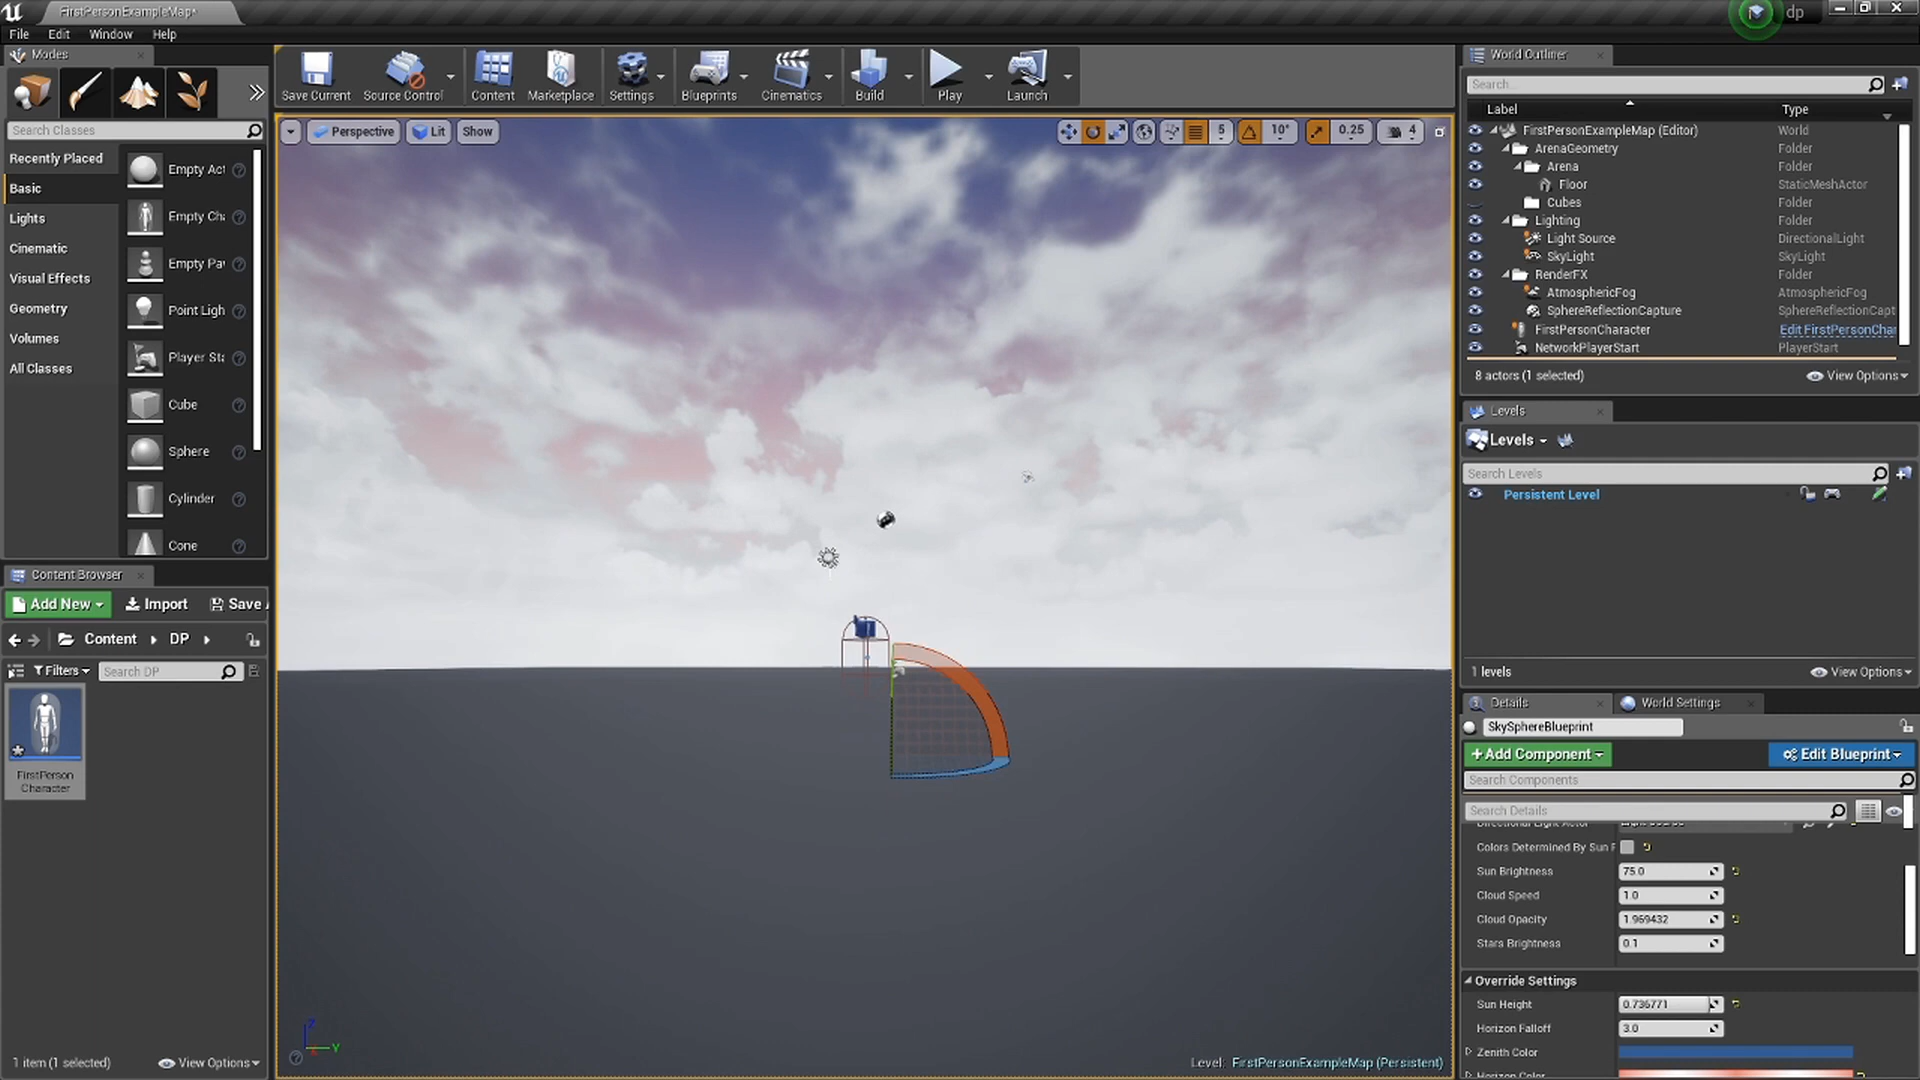 FirstPersonExampleMap*
dp
File Edit Window Help
Modes
Search Classes
Recently Placed
Basic
Lights
Cinematic
Visual Effects
Geometry
Volumes
All Classes
Empty Act
Empty Cha
Empty Pa
Point Ligh
Player Sta
Cube
Sphere
Cylinder
Cone
Save Current
Source Control
Content
Marketplace
Settings
Blueprints
Cinematics
Build
Play
Launch
Perspective
Lit
Show
5
10°
0.25
4
Level: FirstPersonExampleMap (Persistent)
Z
Y
Content Browser
Add New
Import
Save
Content
DP
Filters
Search DP
FirstPerson
Character
1 item (1 selected)
View Options
World Outliner
Search...
Label Type
FirstPersonExampleMap (Editor) World
ArenaGeometry Folder
Arena Folder
Floor StaticMeshActor
Cubes Folder
Lighting Folder
Light Source DirectionalLight
SkyLight SkyLight
RenderFX Folder
AtmosphericFog AtmosphericFog
SphereReflectionCapture SphereReflectionCapt
FirstPersonCharacter Edit FirstPersonChar
NetworkPlayerStart PlayerStart
8 actors (1 selected)
View Options
Levels
Levels
Search Levels
Persistent Level
1 levels
View Options
Details
World Settings
SkySphereBlueprint
+Add Component
Edit Blueprint
Search Components
Search Details
Colors Determined By Sun P
Sun Brightness 75.0
Cloud Speed 1.0
Cloud Opacity 1.969432
Stars Brightness 0.1
Override Settings
Sun Height 0.736771
Horizon Falloff 3.0
Zenith Color
Horizon Color